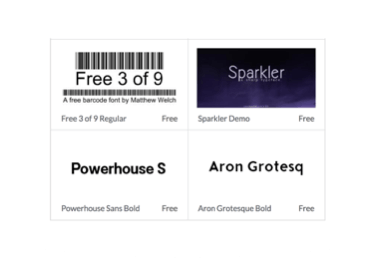 Free 3 of 9
A free barcode font by Matthew Welch
Free 3 of 9 Regular Free
Sparkler
Sparkler Demo Free
Powerhouse S
Powerhouse Sans Bold Free
Aron Grotesq
Aron Grotesque Bold Free